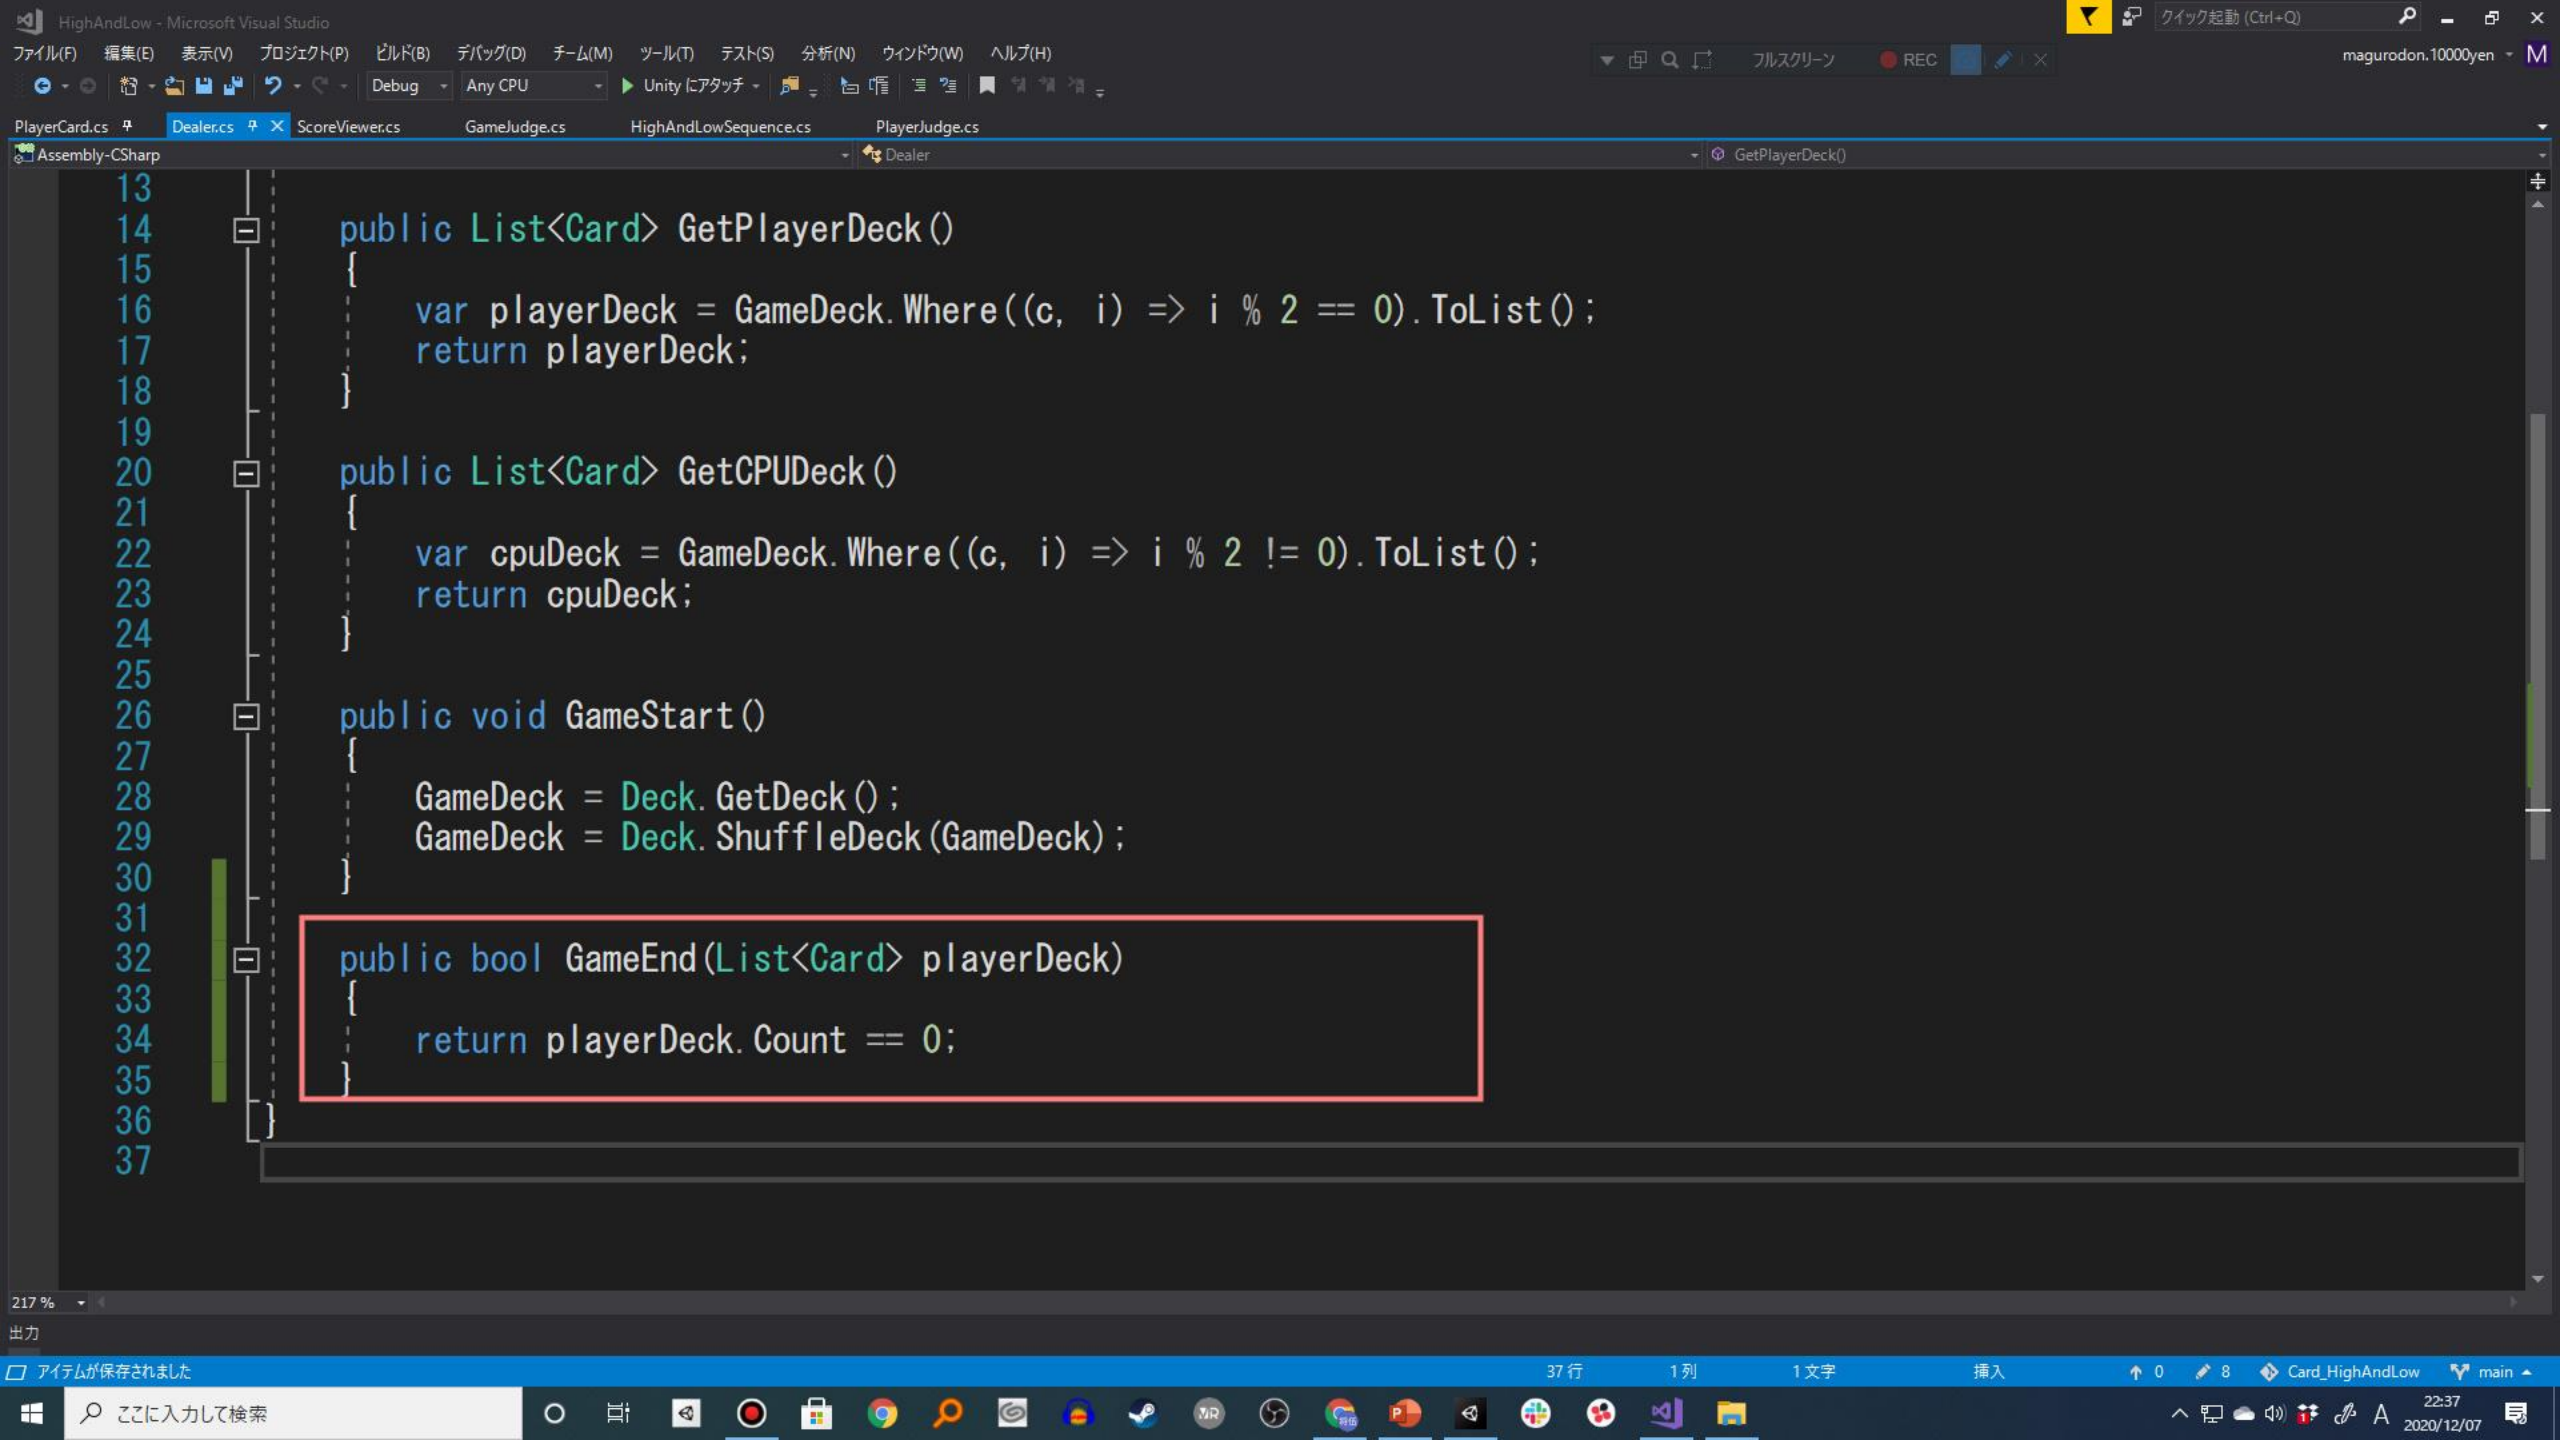 HighAndLow - Microsoft Visual Studio
クイック起動 (Ctrl+Q)
ファイル(F) 編集(E) 表示(V) プロジェクト(P) ビルド(B) デバッグ(D) チーム(M) ツール(T) テスト(S) 分析(N) ウィンドウ(W) ヘルプ(H)
フルスクリーン REC
magurodon.10000yen M
Debug Any CPU Unity にアタッチ
PlayerCard.cs Dealer.cs ScoreViewer.cs GameJudge.cs HighAndLowSequence.cs PlayerJudge.cs
Assembly-CSharp Dealer GetPlayerDeck()
13
14 public List<Card> GetPlayerDeck()
15 {
16 var playerDeck = GameDeck.Where((c, i) => i % 2 == 0).ToList();
17 return playerDeck;
18 }
19
20 public List<Card> GetCPUDeck()
21 {
22 var cpuDeck = GameDeck.Where((c, i) => i % 2 != 0).ToList();
23 return cpuDeck;
24 }
25
26 public void GameStart()
27 {
28 GameDeck = Deck.GetDeck();
29 GameDeck = Deck.ShuffleDeck(GameDeck);
30 }
31
32 public bool GameEnd(List<Card> playerDeck)
33 {
34 return playerDeck.Count == 0;
35 }
36 }
37
217 %
出力
アイテムが保存されました 37 行 1 列 1 文字 挿入 0 8 Card_HighAndLow main
ここに入力して検索
A 22:37
2020/12/07